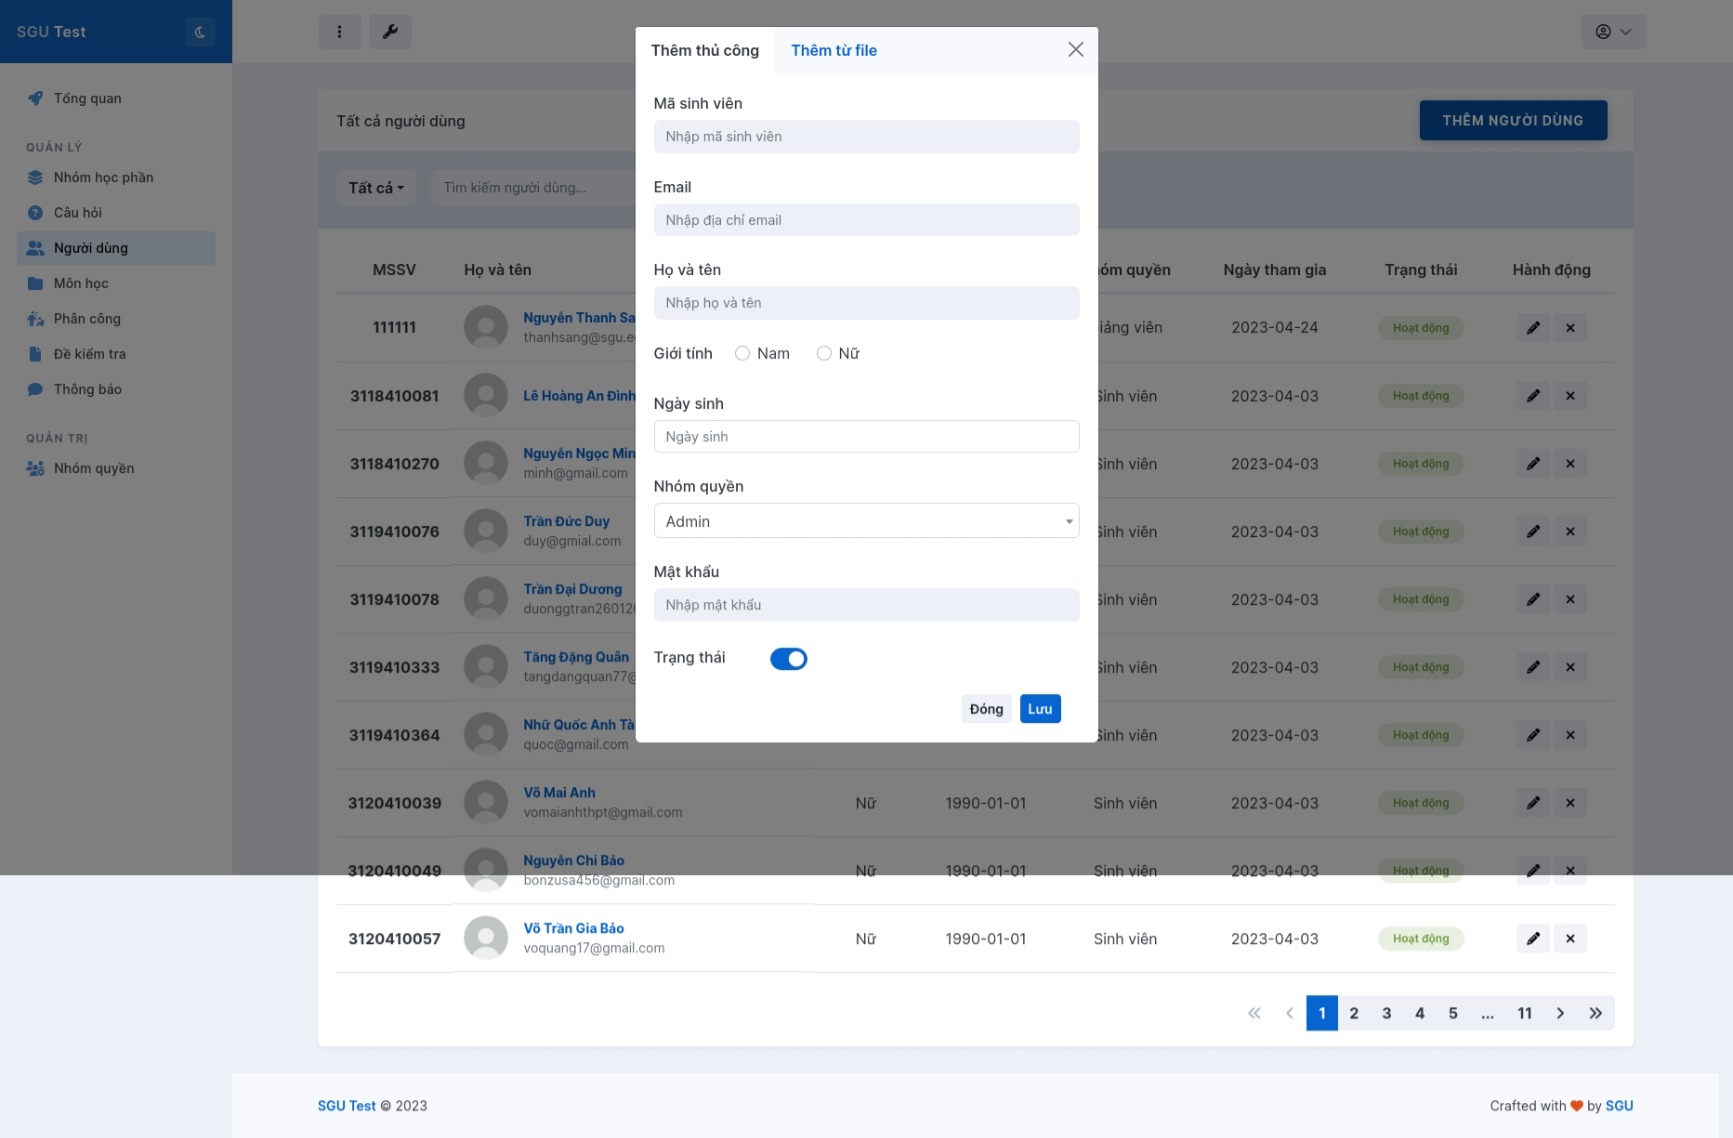 SGU Test
Tổng quan
QUẢN LÝ
Nhóm học phần
Câu hỏi
Người dùng
Môn học
Phân công
Đề kiểm tra
Thông báo
QUẢN TRỊ
Nhóm quyền
Tất cả người dùng
THÊM NGƯỜI DÙNG
Tất cả
Tìm kiếm người dùng...
Thêm thủ công Thêm từ file
Mã sinh viên
Nhập mã sinh viên
Email
Nhập địa chỉ email
Họ và tên
Nhập họ và tên
Giới tính Nam Nữ
Ngày sinh
Ngày sinh
Nhóm quyền
Admin
Mật khẩu
Nhập mật khẩu
Trạng thái
Đóng Lưu
MSSV Họ và tên óm quyền Ngày tham gia Trạng thái Hành động
111111 Nguyễn Thanh Sa iảng viên 2023-04-24 Hoạt động
thanhsang@sgu.e
3118410081 Lê Hoàng An Đình Sinh viên 2023-04-03 Hoạt động
3118410270 Nguyễn Ngọc Min Sinh viên 2023-04-03 Hoạt động
minh@gmail.com
3119410076 Trần Đức Duy Sinh viên 2023-04-03 Hoạt động
duy@gmial.com
3119410078 Trần Đại Dương Sinh viên 2023-04-03 Hoạt động
duonggtran26012
3119410333 Tăng Đặng Quân Sinh viên 2023-04-03 Hoạt động
tangdangquan77@
3119410364 Nhữ Quốc Anh Tà Sinh viên 2023-04-03 Hoạt động
quoc@gmail.com
3120410039 Võ Mai Anh Nữ 1990-01-01 Sinh viên 2023-04-03 Hoạt động
vomaianhthpt@gmail.com
3120410049 Nguyễn Chi Bảo Nữ 1990-01-01 Sinh viên 2023-04-03 Hoạt động
bonzusa456@gmail.com
3120410057 Võ Trần Gia Bảo Nữ 1990-01-01 Sinh viên 2023-04-03 Hoạt động
voquang17@gmail.com
« ‹ 1 2 3 4 5 ... 11 › »
SGU Test © 2023
Crafted with ♥ by SGU